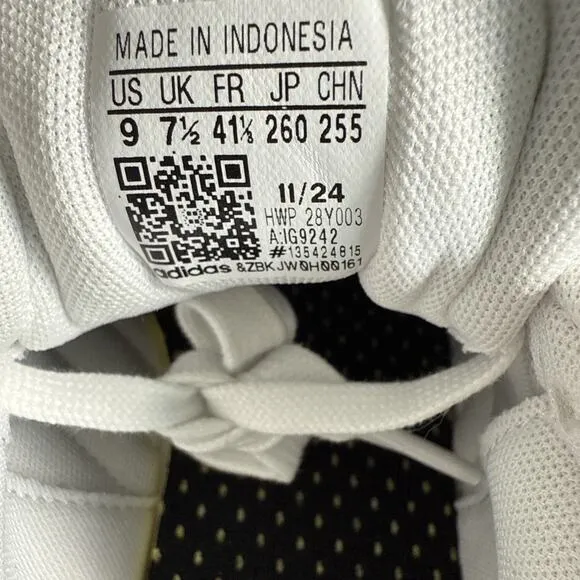 MADE IN INDONESIA
US UK FR JP CHN
9 7½ 41⅓ 260 255
11/24
HWP 28Y003
A:IG9242
#135424815
adidas &ZBKJW0H00161